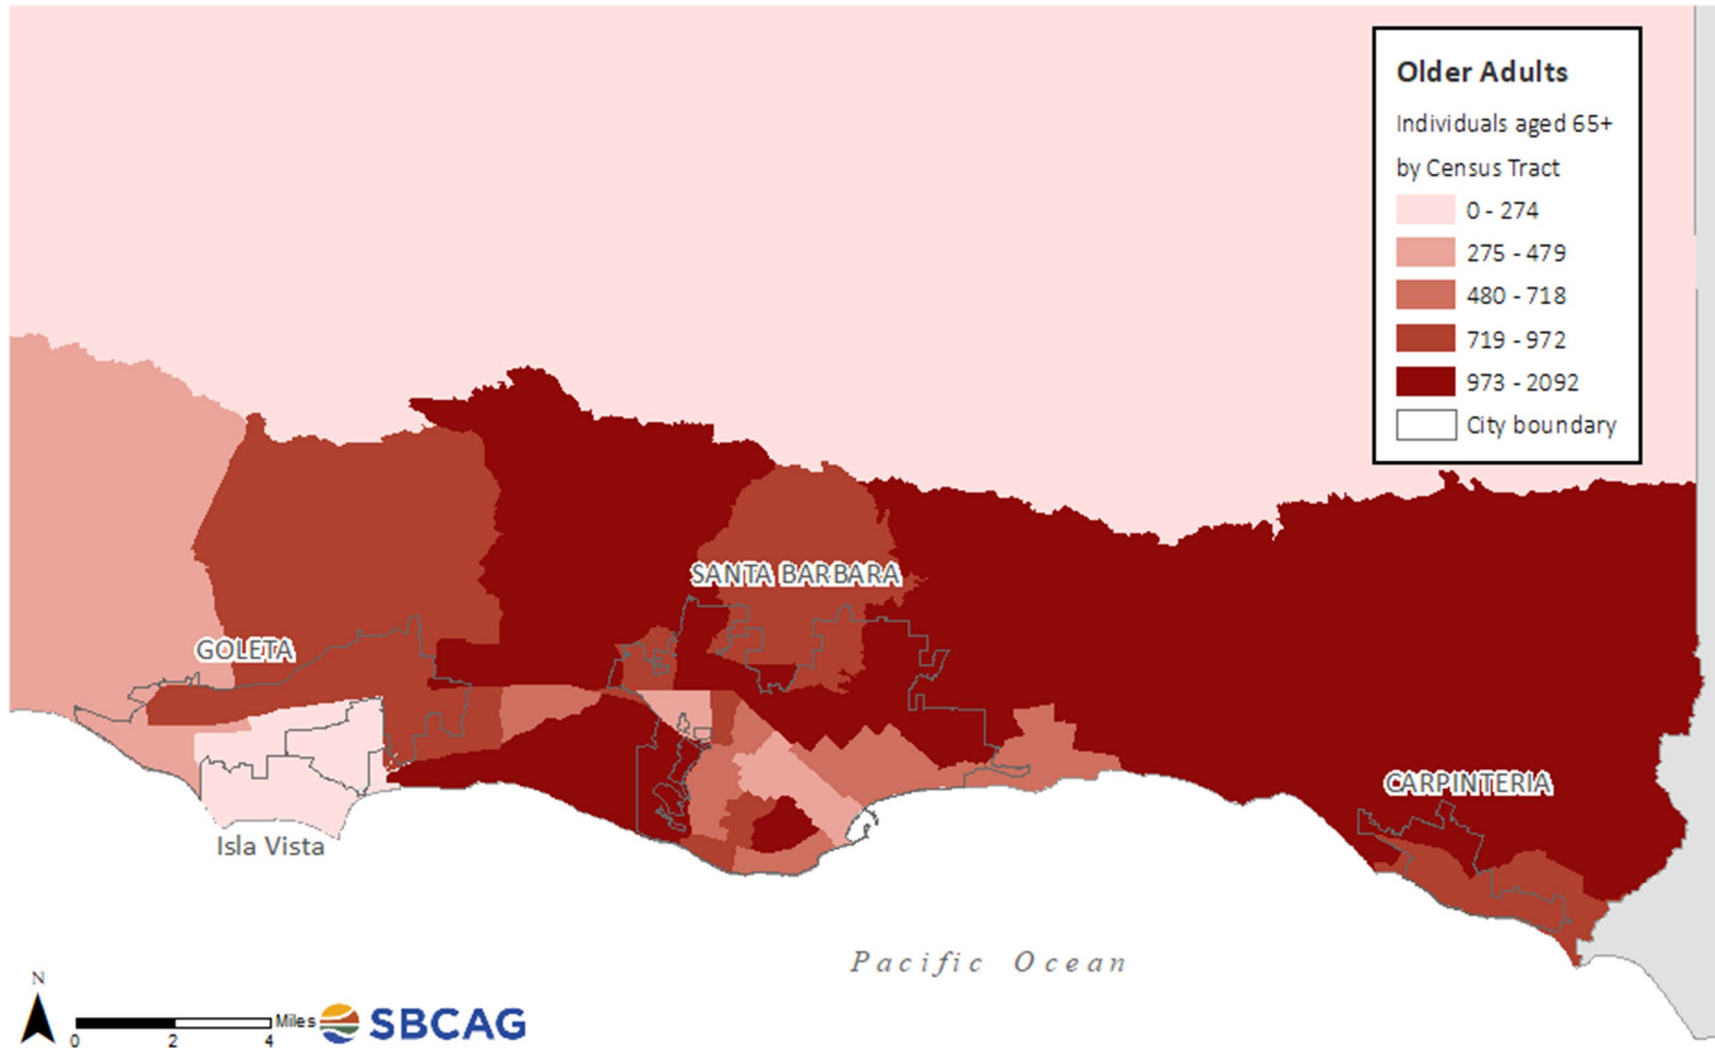 Older Adults
Individuals aged 65+
by Census Tract
0 - 274
275 - 479
480 - 718
719 - 972
973 - 2092
City boundary
SANTA BARBARA
GOLETA
CARPINTERIA
Isla Vista
Pacific Ocean
N
Miles
0 2 4
SBCAG